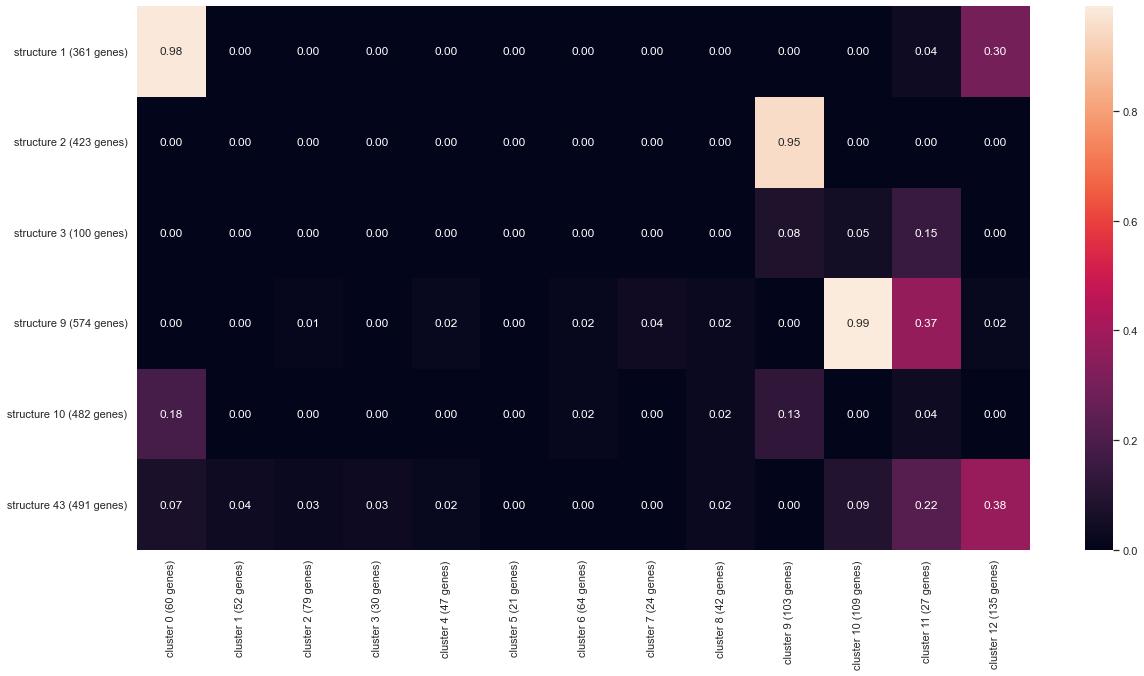 structure 1 (361 genes) 0.98 0.00 0.00 0.00 0.00 0.00 0.00 0.00 0.00 0.00 0.00 0.04 0.30
structure 2 (423 genes) 0.00 0.00 0.00 0.00 0.00 0.00 0.00 0.00 0.00 0.95 0.00 0.00 0.00
structure 3 (100 genes) 0.00 0.00 0.00 0.00 0.00 0.00 0.00 0.00 0.00 0.08 0.05 0.15 0.00
structure 9 (574 genes) 0.00 0.00 0.01 0.00 0.02 0.00 0.02 0.04 0.02 0.00 0.99 0.37 0.02
structure 10 (482 genes) 0.18 0.00 0.00 0.00 0.00 0.00 0.02 0.00 0.02 0.13 0.00 0.04 0.00
structure 43 (491 genes) 0.07 0.04 0.03 0.03 0.02 0.00 0.00 0.00 0.02 0.00 0.09 0.22 0.38
cluster 0 (60 genes)
cluster 1 (52 genes)
cluster 2 (79 genes)
cluster 3 (30 genes)
cluster 4 (47 genes)
cluster 5 (21 genes)
cluster 6 (64 genes)
cluster 7 (24 genes)
cluster 8 (42 genes)
cluster 9 (103 genes)
cluster 10 (109 genes)
cluster 11 (27 genes)
cluster 12 (135 genes)
0.8
0.6
0.4
0.2
0.0